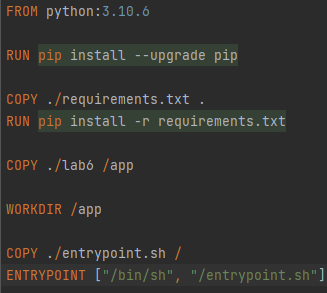 FROM python:3.10.6
RUN pip install --upgrade pip
COPY ./requirements.txt .
RUN pip install -r requirements.txt
COPY ./lab6 /app
WORKDIR /app
COPY ./entrypoint.sh /
ENTRYPOINT ["/bin/sh", "/entrypoint.sh"]